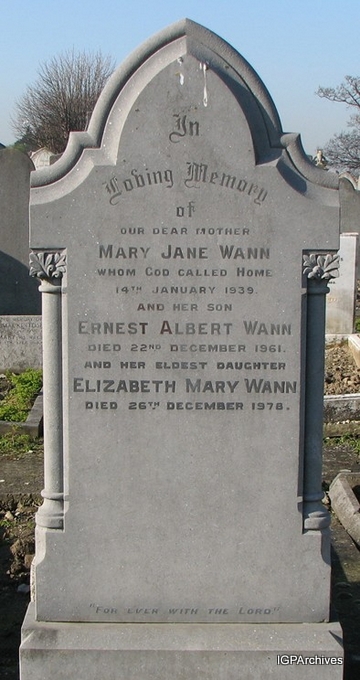 In
Loving Memory
of
OUR DEAR MOTHER
MARY JANE WANN
WHOM GOD CALLED HOME
14TH JANUARY 1939.
AND HER SON
ERNEST ALBERT WANN
DIED 22ND DECEMBER 1961.
AND HER ELDEST DAUGHTER
ELIZABETH MARY WANN
DIED 26TH DECEMBER 1978.
"FOR EVER WITH THE LORD"
IGPArchives